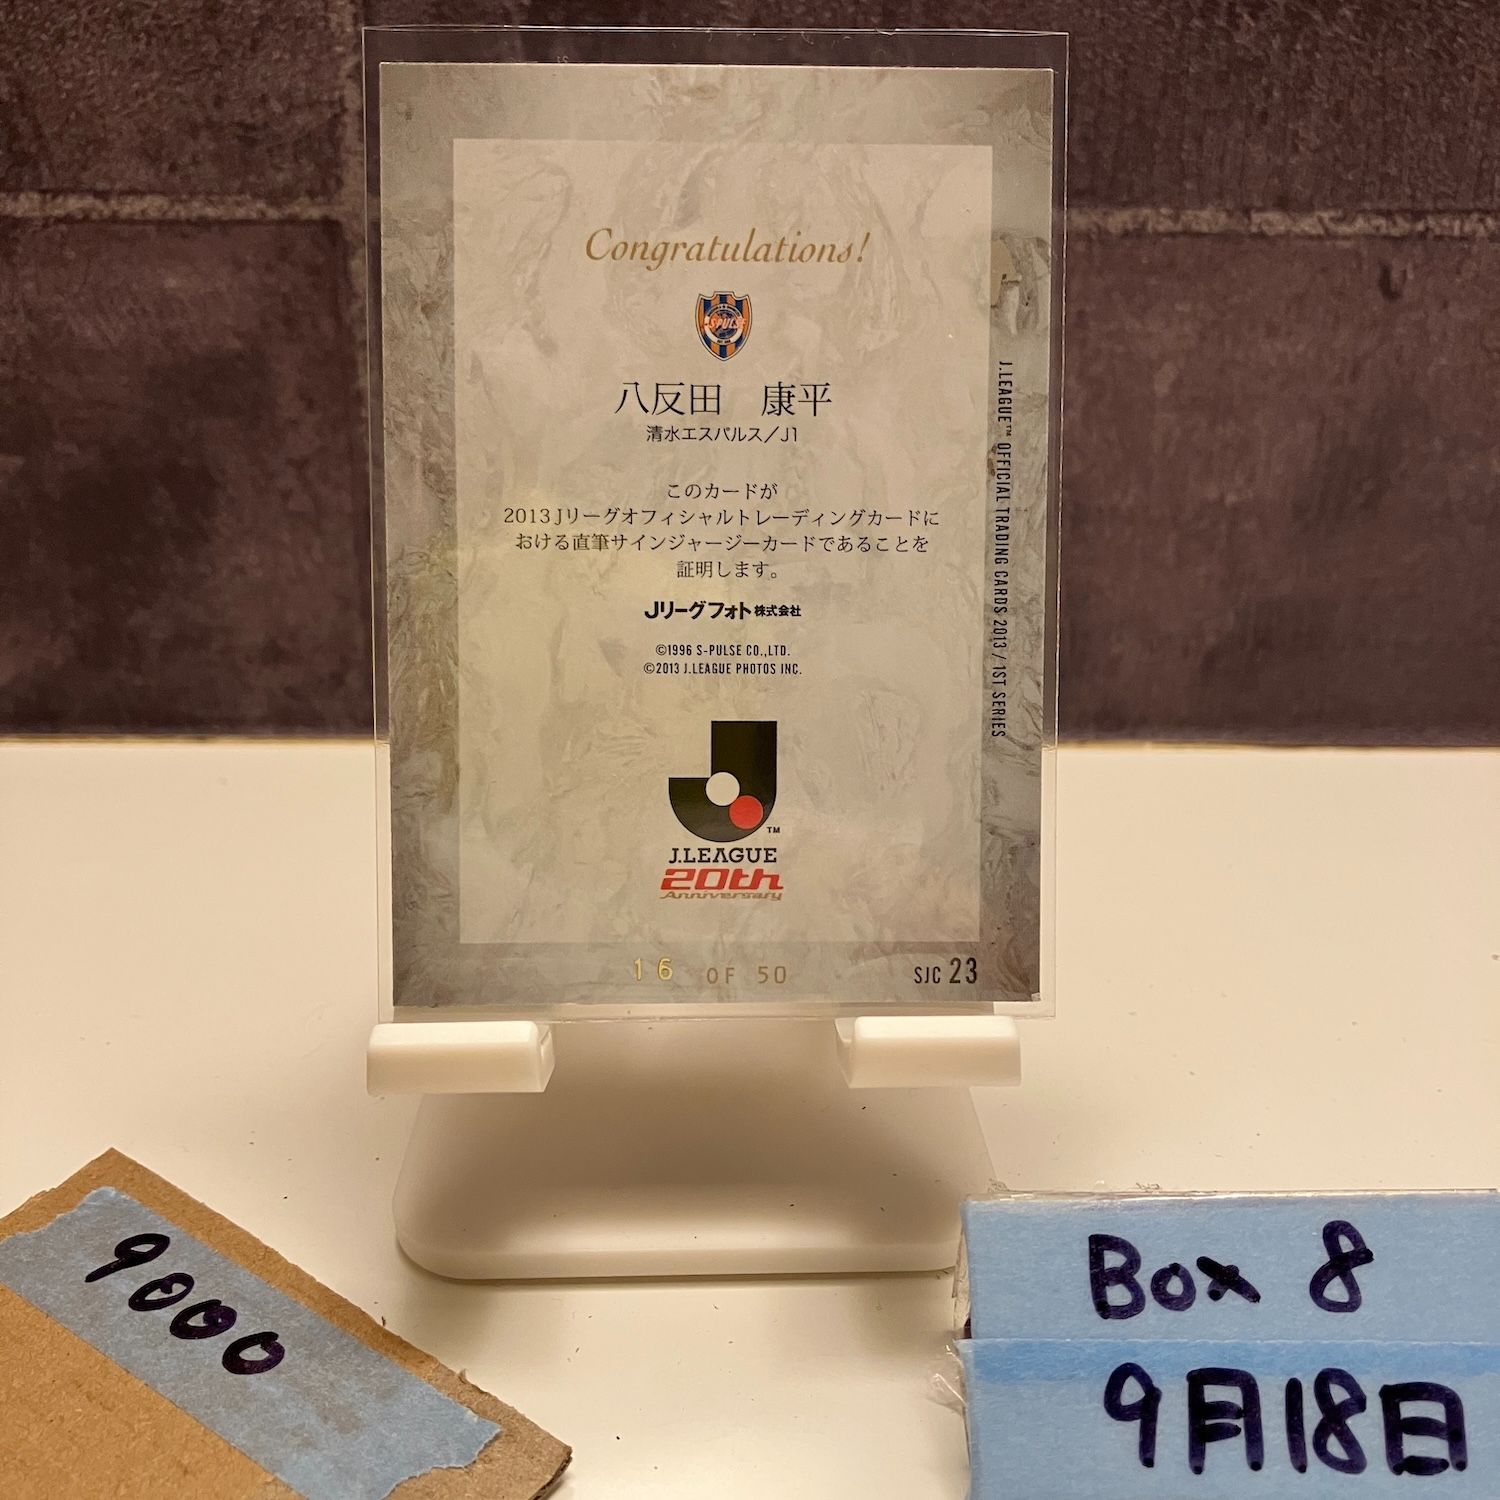 Congratulations!
S-PULSE
八反田　康平
清水エスパルス／J1
このカードが
2013 Jリーグオフィシャルトレーディングカードに
おける直筆サインジャージーカードであることを
証明します。
Jリーグフォト株式会社
©1996 S-PULSE CO.,LTD.
©2013 J.LEAGUE PHOTOS INC.
TM
J.LEAGUE
20th
Anniversary
16 OF 50
SJC 23
J.LEAGUE™ OFFICIAL TRADING CARDS 2013 / 1ST SERIES
9000
Box 8
9月18日